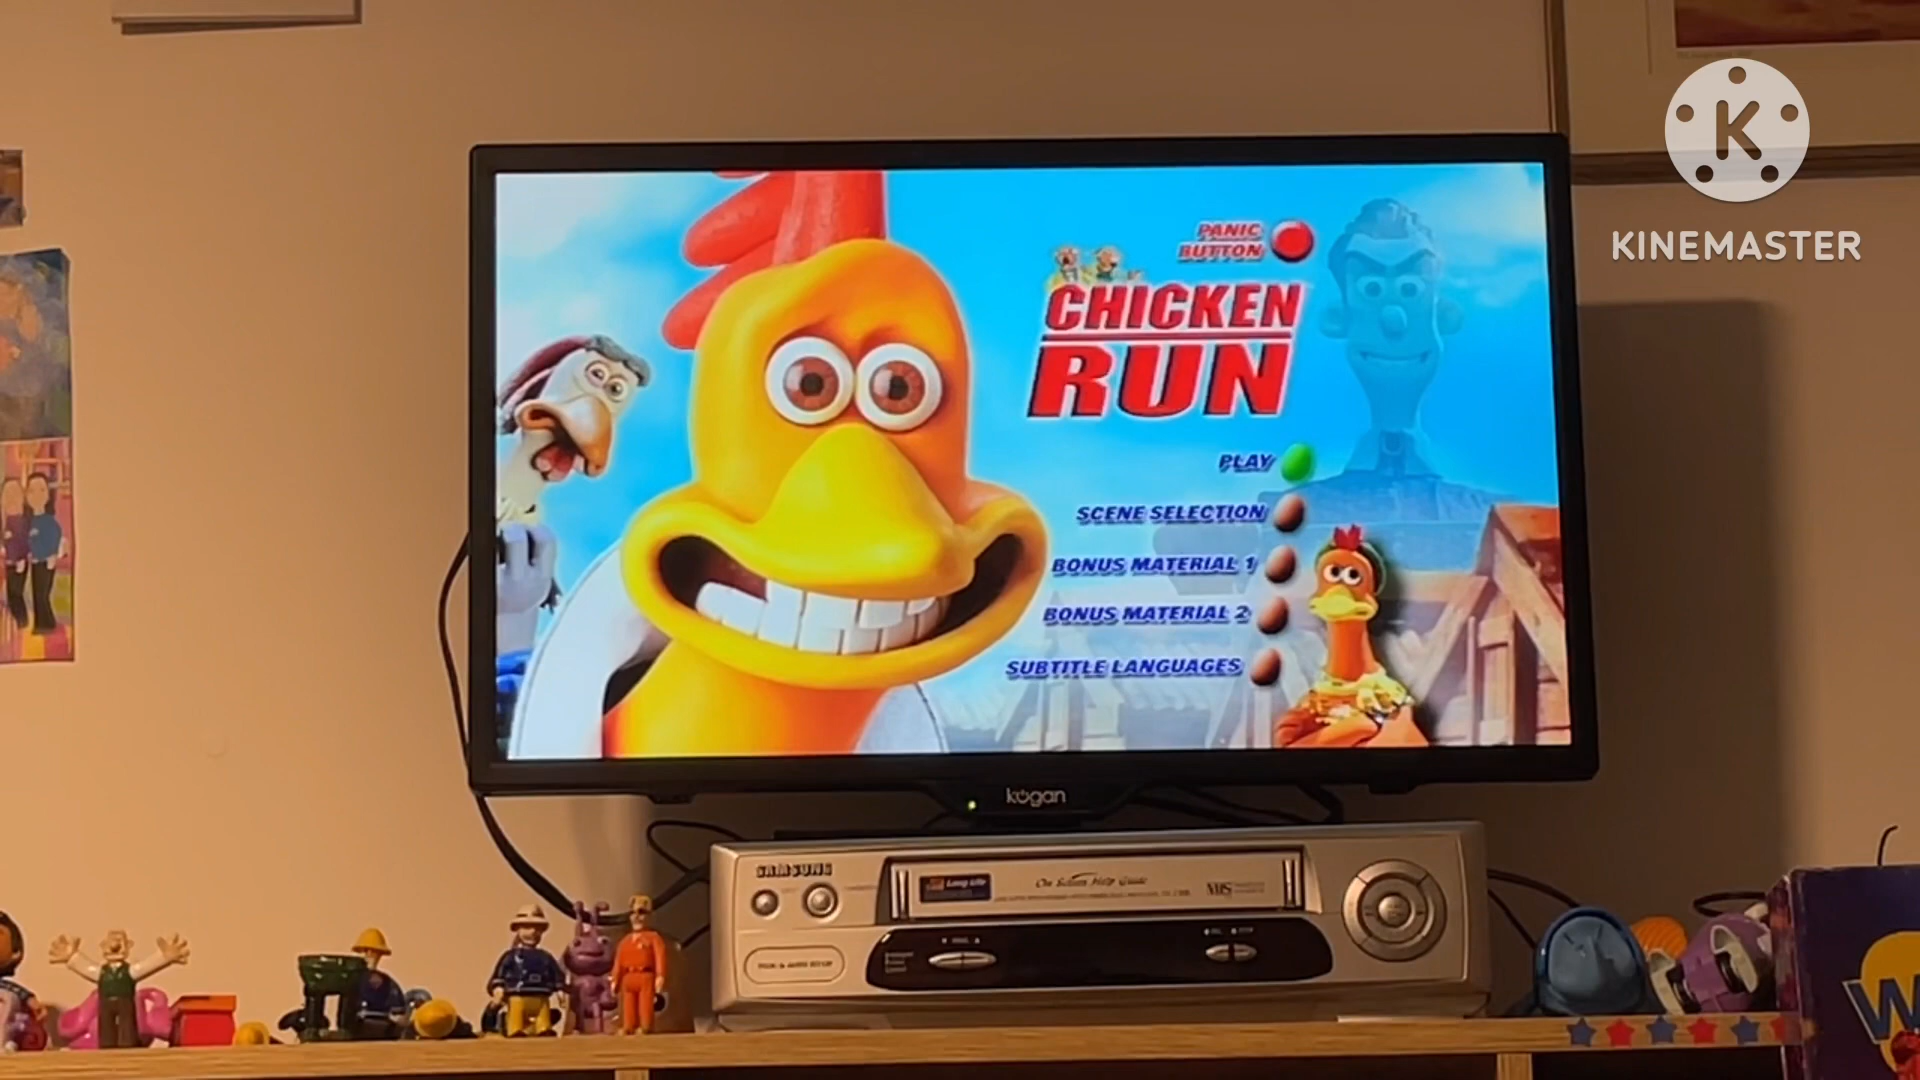 KINEMASTER
PANIC
BUTTON
CHICKEN
RUN
PLAY
SCENE SELECTION
BONUS MATERIAL 1
BONUS MATERIAL 2
SUBTITLE LANGUAGES
kogan
SAMSUNG
Long Life
On Screen Help Guide
VHS